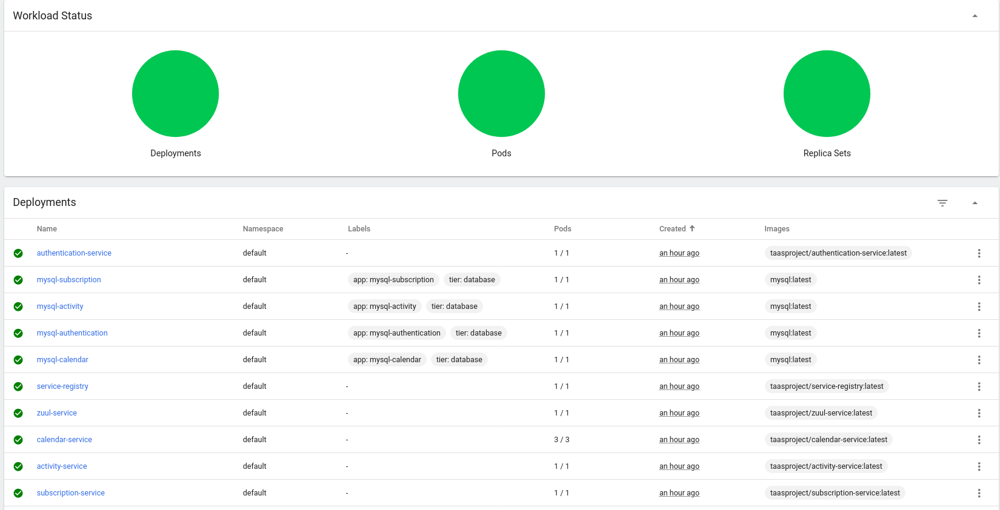 Workload Status
Deployments Pods Replica Sets
Deployments
Name Namespace Labels Pods Created Images
authentication-service default - 1 / 1 an hour ago taasproject/authentication-service:latest
mysql-subscription default app: mysql-subscription tier: database 1 / 1 an hour ago mysql:latest
mysql-activity default app: mysql-activity tier: database 1 / 1 an hour ago mysql:latest
mysql-authentication default app: mysql-authentication tier: database 1 / 1 an hour ago mysql:latest
mysql-calendar default app: mysql-calendar tier: database 1 / 1 an hour ago mysql:latest
service-registry default - 1 / 1 an hour ago taasproject/service-registry:latest
zuul-service default - 1 / 1 an hour ago taasproject/zuul-service:latest
calendar-service default - 3 / 3 an hour ago taasproject/calendar-service:latest
activity-service default - 1 / 1 an hour ago taasproject/activity-service:latest
subscription-service default - 1 / 1 an hour ago taasproject/subscription-service:latest